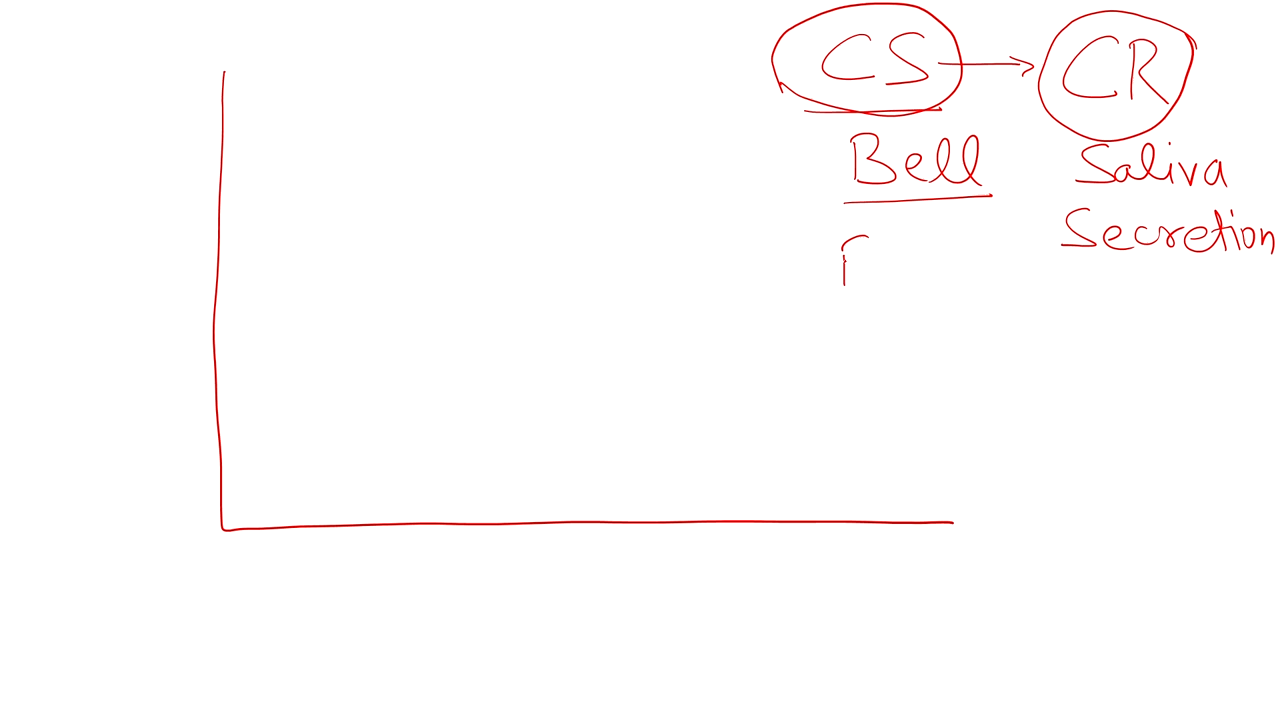 CS → CR
Bell Saliva
Secretion